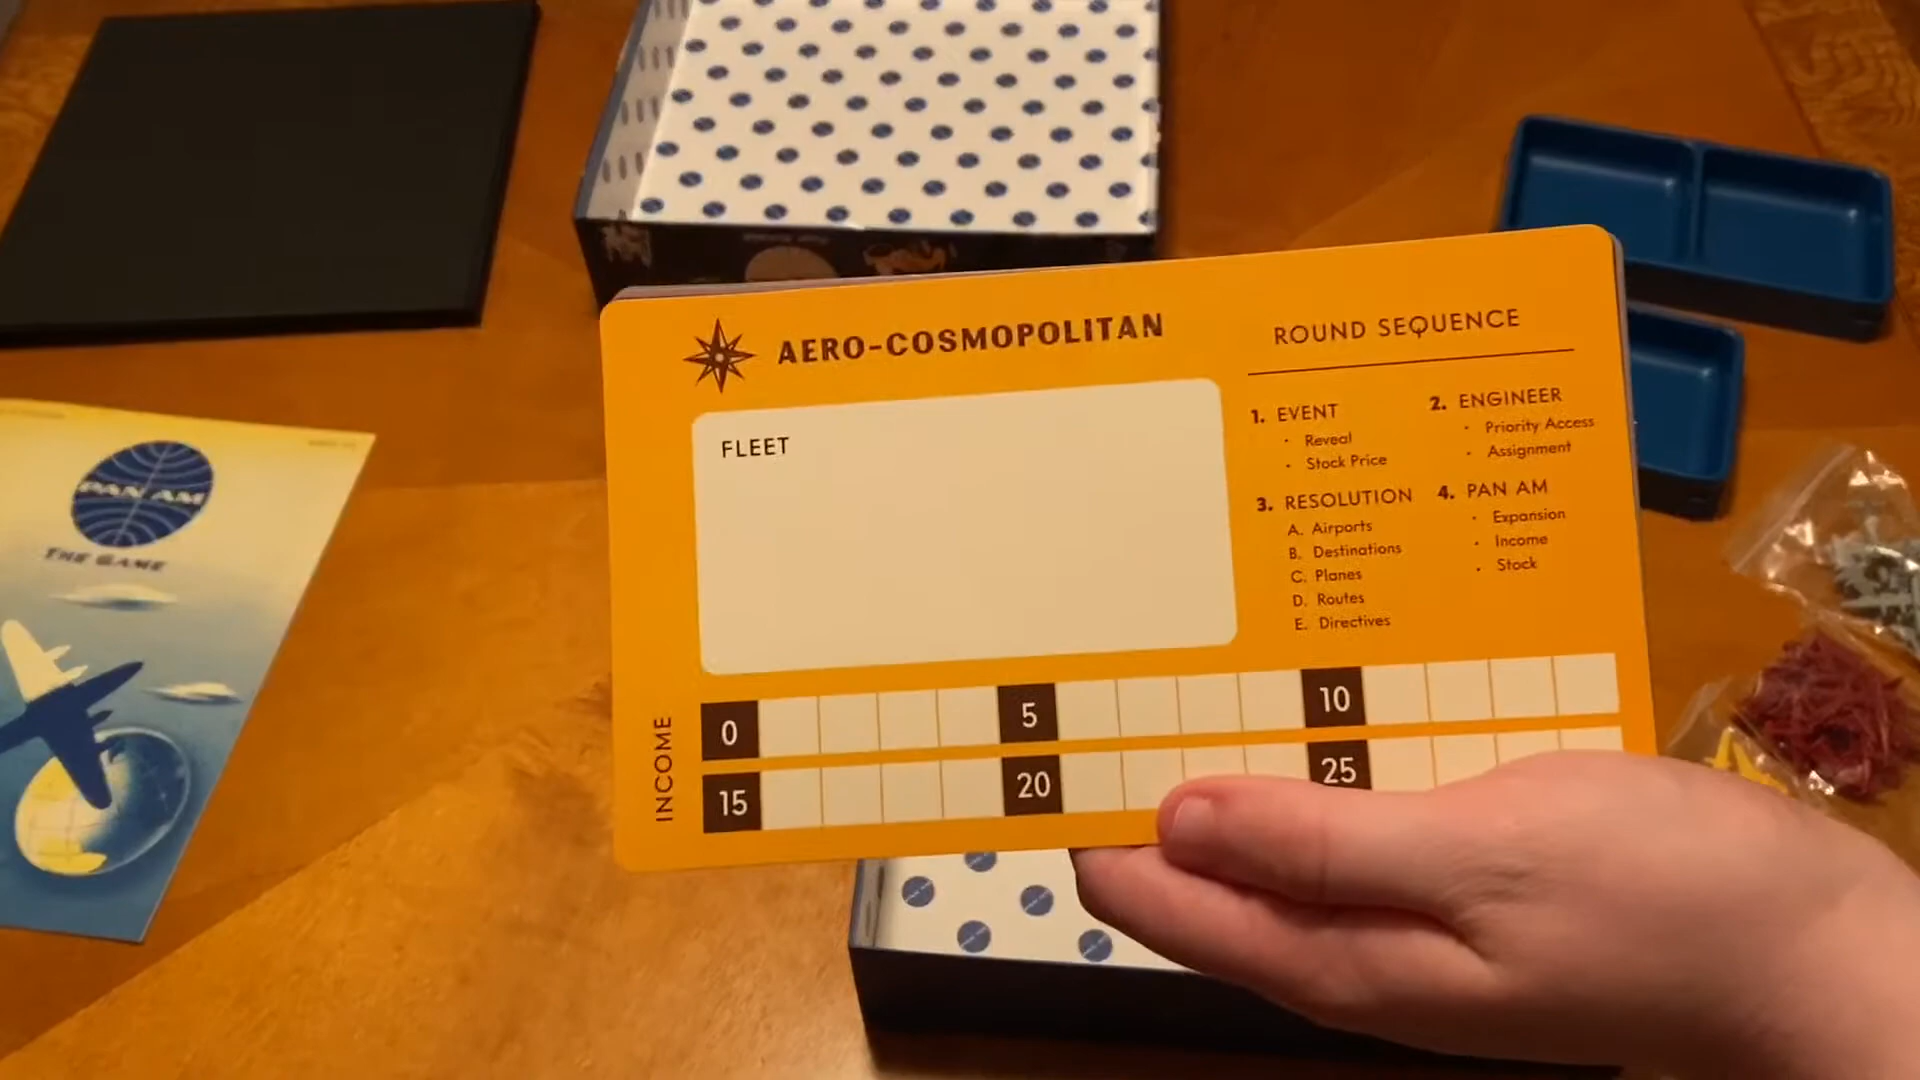 AERO-COSMOPOLITAN
FLEET
ROUND SEQUENCE
1. EVENT
· Reveal
· Stock Price
2. ENGINEER
· Priority Access
· Assignment
3. RESOLUTION
A. Airports
B. Destinations
C. Planes
D. Routes
E. Directives
4. PAN AM
· Expansion
· Income
· Stock
INCOME
0 5 10
15 20 25
PAN AM
THE GAME